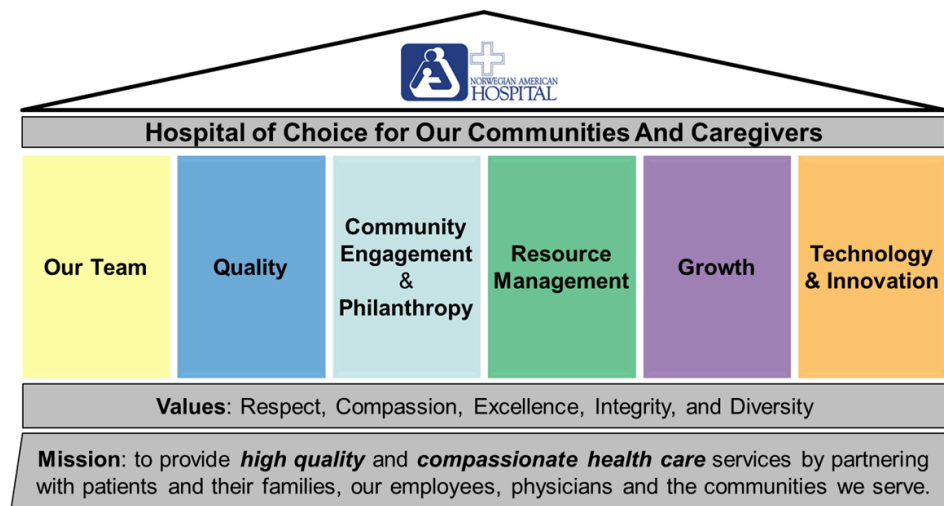 NORWEGIAN AMERICAN
HOSPITAL
Hospital of Choice for Our Communities And Caregivers
Our Team
Quality
Community
Engagement
&
Philanthropy
Resource
Management
Growth
Technology
& Innovation
Values: Respect, Compassion, Excellence, Integrity, and Diversity
Mission: to provide high quality and compassionate health care services by partnering
with patients and their families, our employees, physicians and the communities we serve.